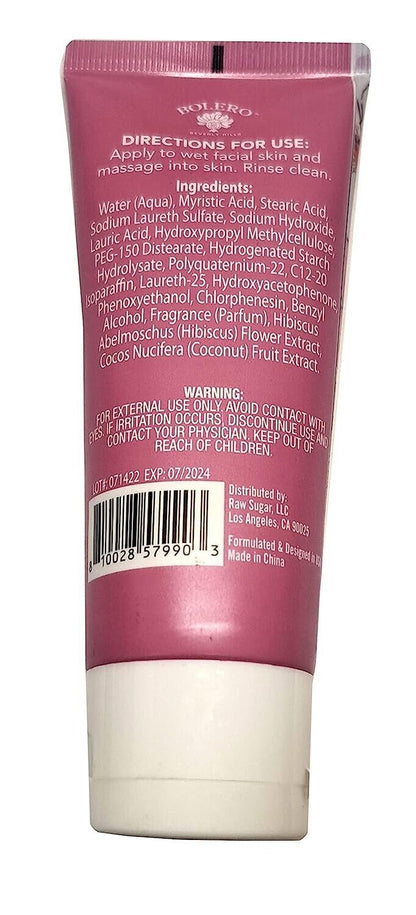 BOLERO
BEVERLY HILLS
DIRECTIONS FOR USE:
Apply to wet facial skin and
massage into skin. Rinse clean.
Ingredients:
Water (Aqua), Myristic Acid, Stearic Acid,
Sodium Laureth Sulfate, Sodium Hydroxide,
Lauric Acid, Hydroxypropyl Methylcellulose,
PEG-150 Distearate, Hydrogenated Starch
Hydrolysate, Polyquaternium-22, C12-20
Isoparaffin, Laureth-25, Hydroxyacetophenone,
Phenoxyethanol, Chlorphenesin, Benzyl
Alcohol, Fragrance (Parfum), Hibiscus
Abelmoschus (Hibiscus) Flower Extract,
Cocos Nucifera (Coconut) Fruit Extract.
WARNING:
FOR EXTERNAL USE ONLY. AVOID CONTACT WITH
EYES. IF IRRITATION OCCURS, DISCONTINUE USE AND
CONTACT YOUR PHYSICIAN. KEEP OUT OF
REACH OF CHILDREN.
LOT#: 071422 EXP: 07/2024
8 10028 57990 3
Distributed by:
Raw Sugar, LLC
Los Angeles, CA 90025
Formulated & Designed in USA
Made in China